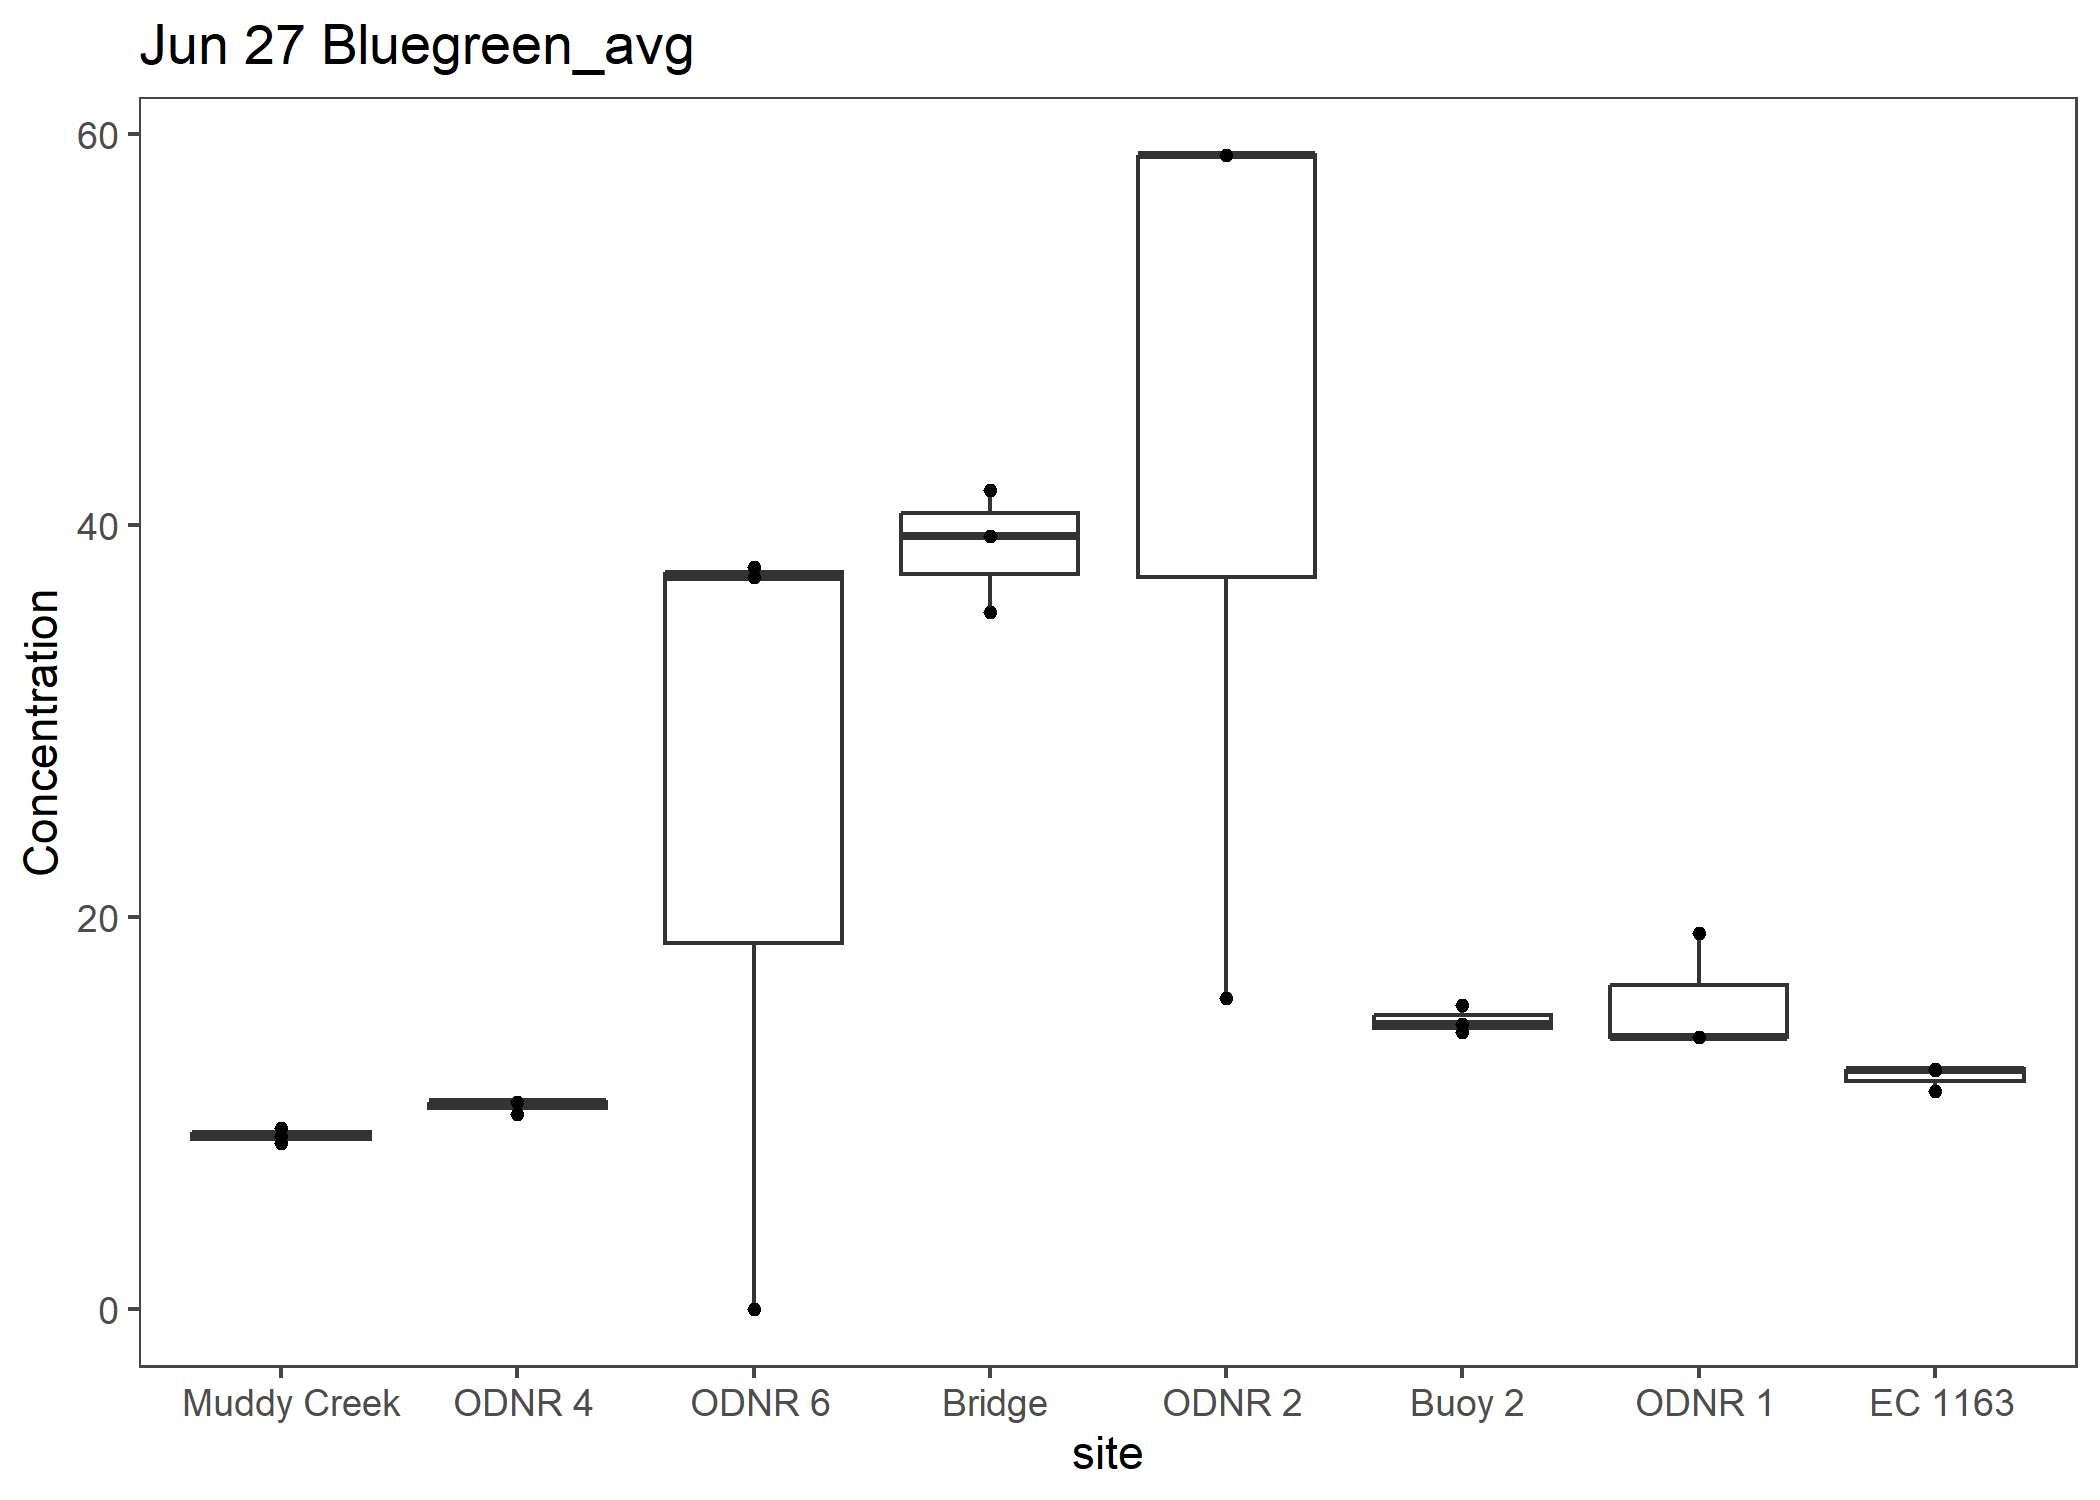 Jun 27 Bluegreen_avg
Concentration
60
40
20
0
Muddy Creek ODNR 4 ODNR 6 Bridge ODNR 2 Buoy 2 ODNR 1 EC 1163
site